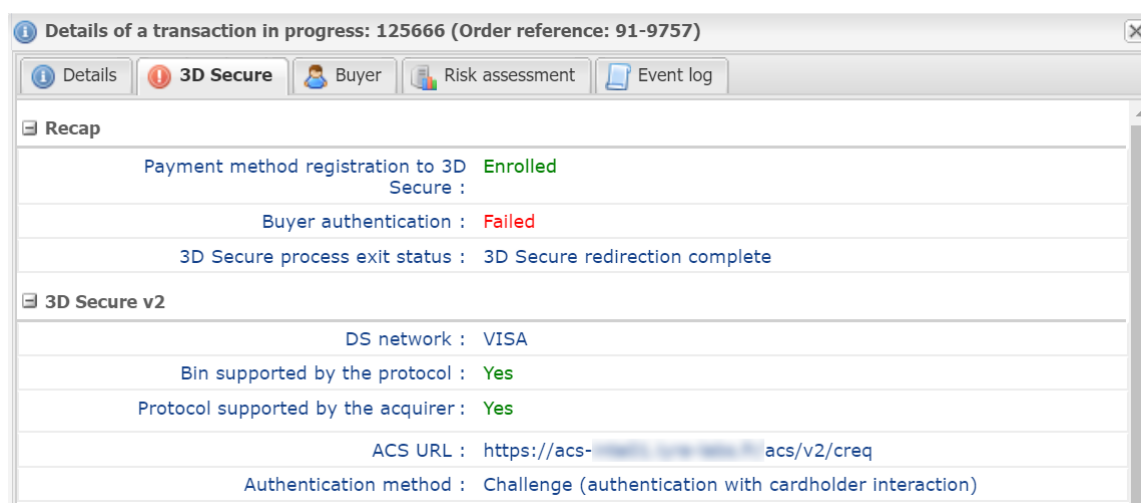 Details of a transaction in progress: 125666 (Order reference: 91-9757)
Details 3D Secure Buyer Risk assessment Event log
Recap
Payment method registration to 3D Enrolled
Secure :
Buyer authentication : Failed
3D Secure process exit status : 3D Secure redirection complete
3D Secure v2
DS network : VISA
Bin supported by the protocol : Yes
Protocol supported by the acquirer : Yes
ACS URL : https://acs- acs/v2/creq
Authentication method : Challenge (authentication with cardholder interaction)